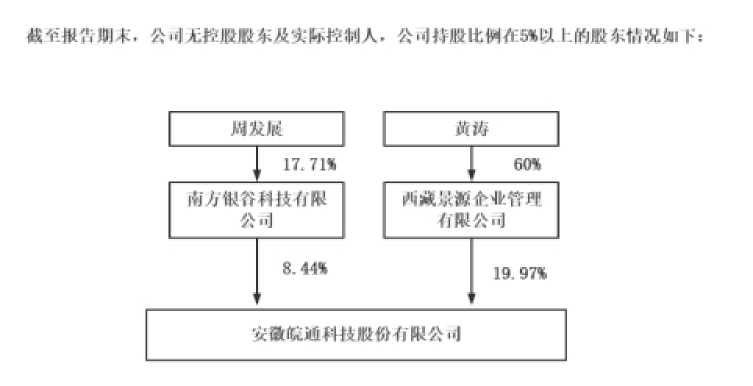 截至报告期末，公司无控股股东及实际控制人，公司持股比例在5%以上的股东情况如下：
周发展
黄涛
17.71%
60%
南方银谷科技有限
公司
西藏景源企业管理
有限公司
8.44%
19.97%
安徽皖通科技股份有限公司